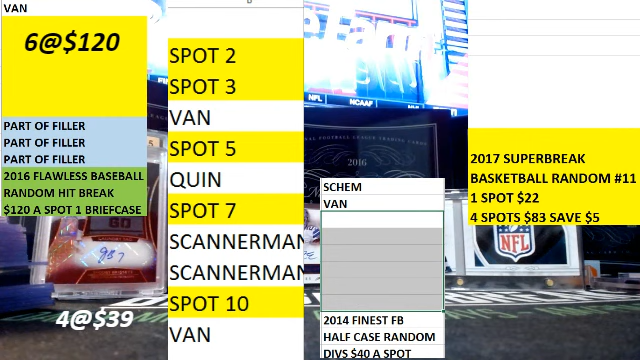 VAN
6@$120
PART OF FILLER
PART OF FILLER
PART OF FILLER
2016 FLAWLESS BASEBALL
RANDOM HIT BREAK
$120 A SPOT 1 BRIEFCASE
4@$39
SPOT 2
SPOT 3
VAN
SPOT 5
QUIN
SPOT 7
SCANNERMAN
SCANNERMAN
SPOT 10
VAN
NFL
NCAAF
2016
SCHEM
VAN
2014 FINEST FB
HALF CASE RANDOM
DIVS $40 A SPOT
2017 SUPERBREAK
BASKETBALL RANDOM #11
1 SPOT $22
4 SPOTS $83 SAVE $5
NFL